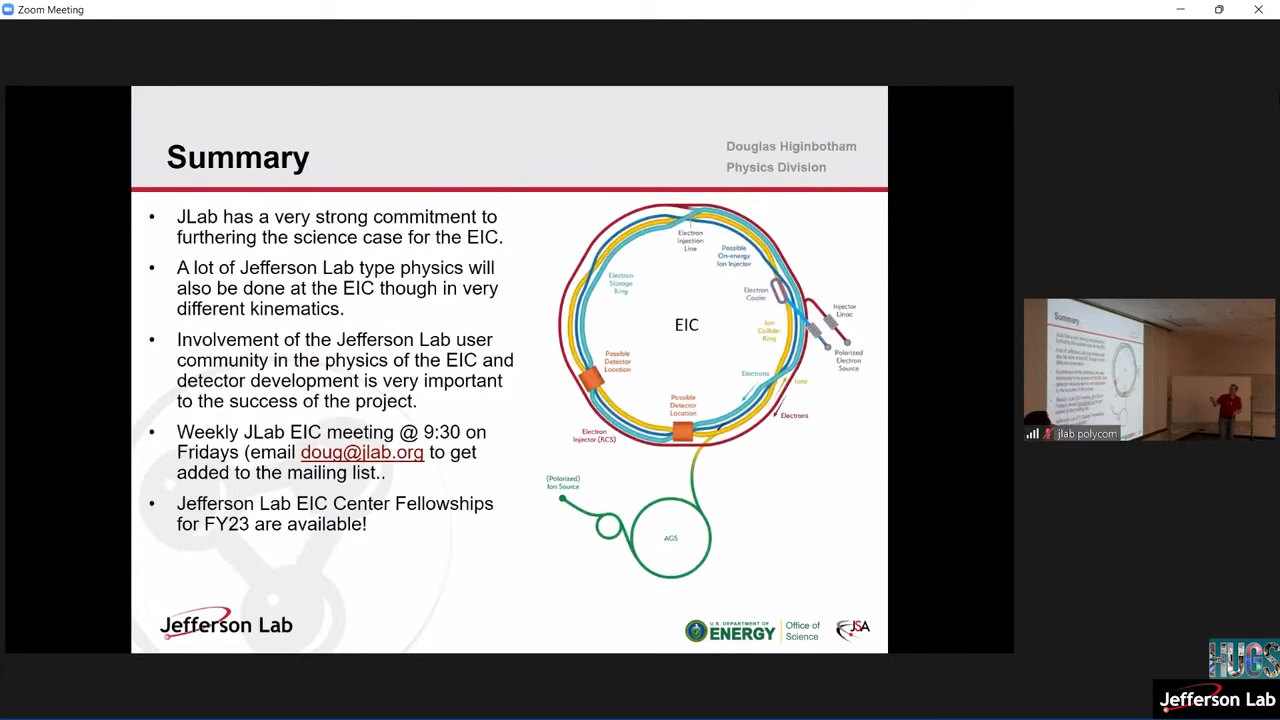 Zoom Meeting
Summary
Douglas Higinbotham
Physics Division
• JLab has a very strong commitment to
furthering the science case for the EIC.
• A lot of Jefferson Lab type physics will
also be done at the EIC though in very
different kinematics.
• Involvement of the Jefferson Lab user
community in the physics of the EIC and
detector development is very important
to the success of the project.
• Weekly JLab EIC meeting @ 9:30 on
Fridays (email doug@jlab.org to get
added to the mailing list..
• Jefferson Lab EIC Center Fellowships
for FY23 are available!
Electron
Injection
Line
Possible
On-energy
Ion Injector
Electron
Storage
Ring
Electron
Cooler
Injector
Linac
EIC
Ion
Collider
Ring
Polarized
Electron
Source
Possible
Detector
Location
Electrons
Ions
Possible
Detector
Location
Electrons
Electron
Injector (RCS)
(Polarized)
Ion Source
AGS
Jefferson Lab
U.S. DEPARTMENT OF
ENERGY
Office of
Science
JSA
Summary
jlab polycom
HUGS
Jefferson Lab